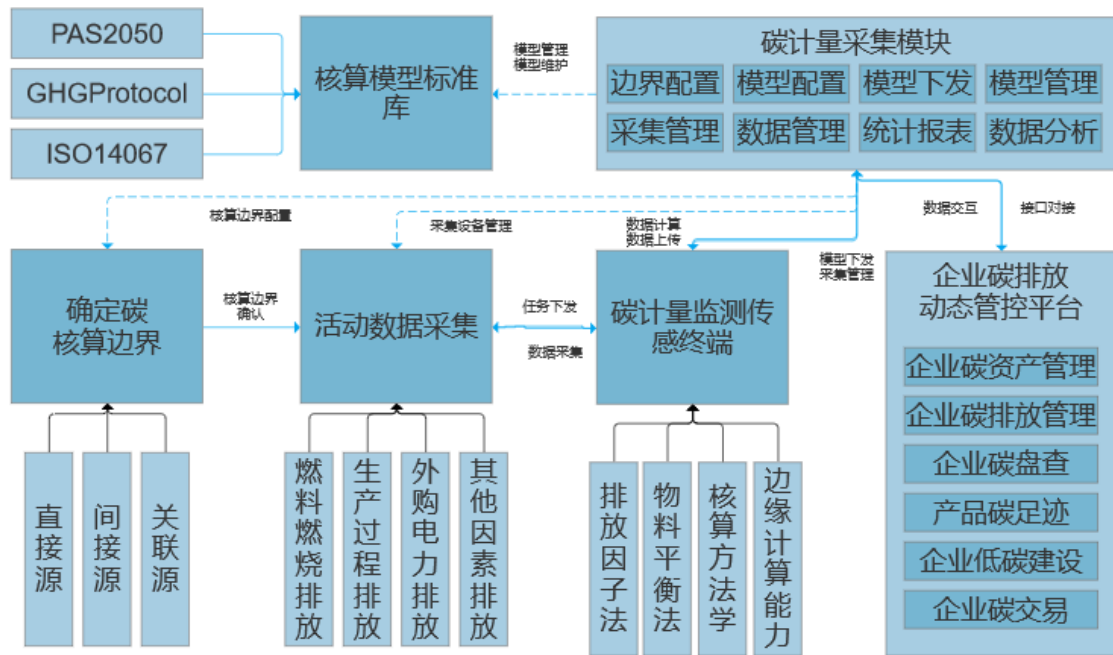 PAS2050
GHGProtocol
ISO14067
核算模型标准
库
模型管理
模型维护
碳计量采集模块
边界配置
模型配置
模型下发
模型管理
采集管理
数据管理
统计报表
数据分析
核算边界配置
采集设备管理
数据计算
数据上传
数据交互
接口对接
模型下发
采集管理
确定碳
核算边界
核算边界
确认
活动数据采集
任务下发
数据采集
碳计量监测传
感终端
企业碳排放
动态管控平台
企业碳资产管理
企业碳排放管理
企业碳盘查
产品碳足迹
企业低碳建设
企业碳交易
直接源
间接源
关联源
燃料燃烧排放
生产过程排放
外购电力排放
其他因素排放
排放因子法
物料平衡法
核算方法学
边缘计算能力